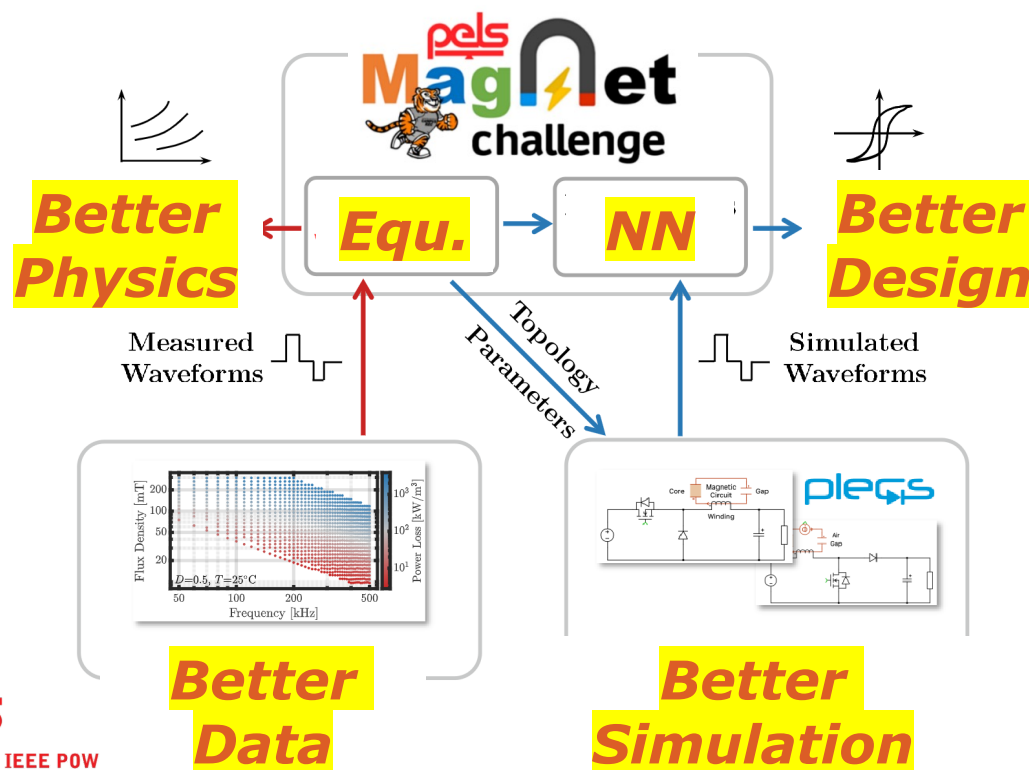 pels
MagNet
challenge
Better
Physics
Equ.
NN
Better
Design
Measured
Waveforms
Topology
Parameters
Simulated
Waveforms
Flux Density [mT]
200
100
50
20
D=0.5, T=25°C
50
100
200
500
Frequency [kHz]
10³
10²
10¹
Power Loss [kW/m³]
Core
Magnetic
Circuit
Gap
Winding
plecs
Air
Gap
Better
Data
Better
Simulation
IEEE POW